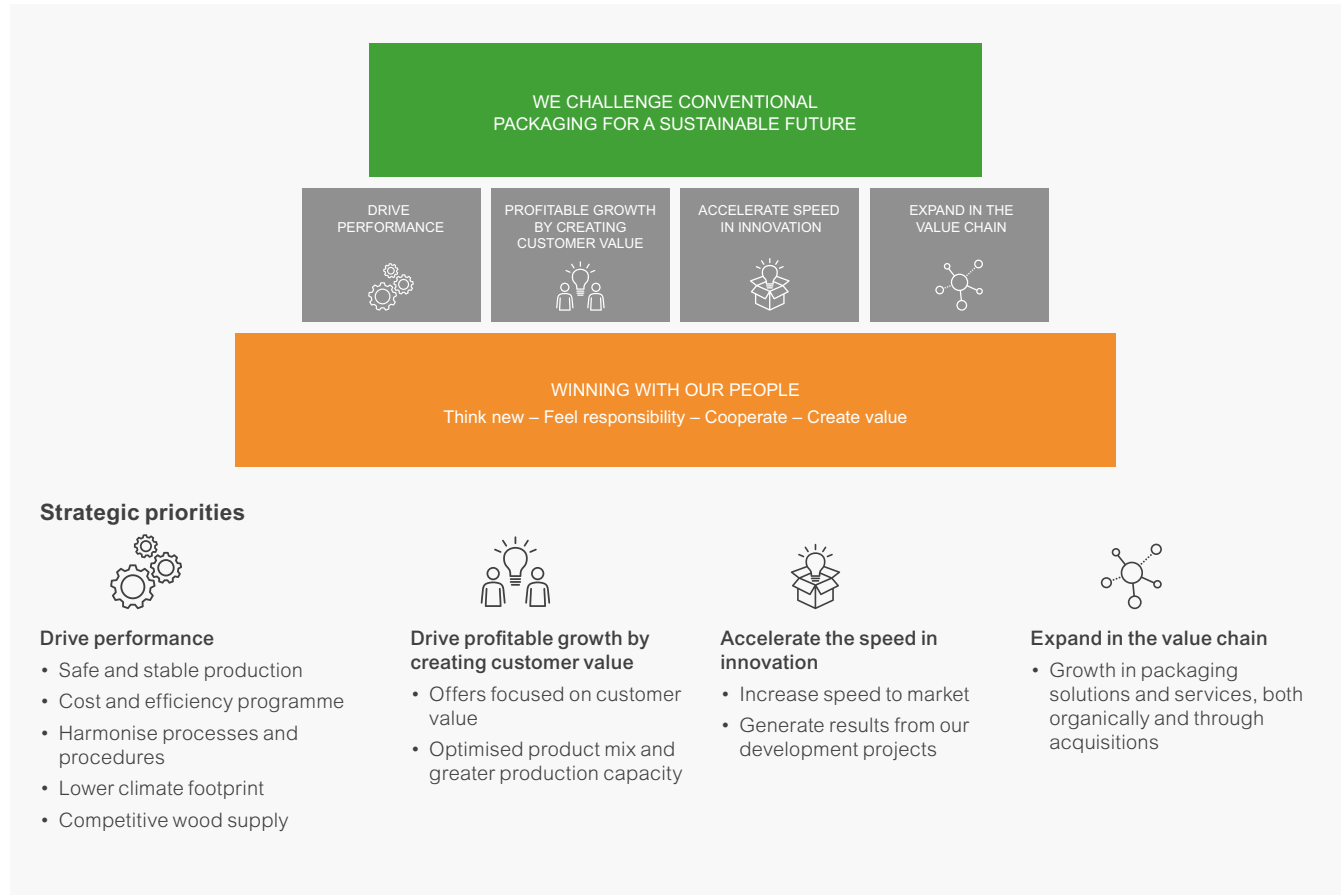 WE CHALLENGE CONVENTIONAL
PACKAGING FOR A SUSTAINABLE FUTURE
DRIVE
PERFORMANCE
PROFITABLE GROWTH
BY CREATING
CUSTOMER VALUE
ACCELERATE SPEED
IN INNOVATION
EXPAND IN THE
VALUE CHAIN
WINNING WITH OUR PEOPLE
Think new – Feel responsibility – Cooperate – Create value
Strategic priorities
Drive performance
• Safe and stable production
• Cost and efficiency programme
• Harmonise processes and
procedures
• Lower climate footprint
• Competitive wood supply
Drive profitable growth by
creating customer value
• Offers focused on customer
value
• Optimised product mix and
greater production capacity
Accelerate the speed in
innovation
• Increase speed to market
• Generate results from our
development projects
Expand in the value chain
• Growth in packaging
solutions and services, both
organically and through
acquisitions